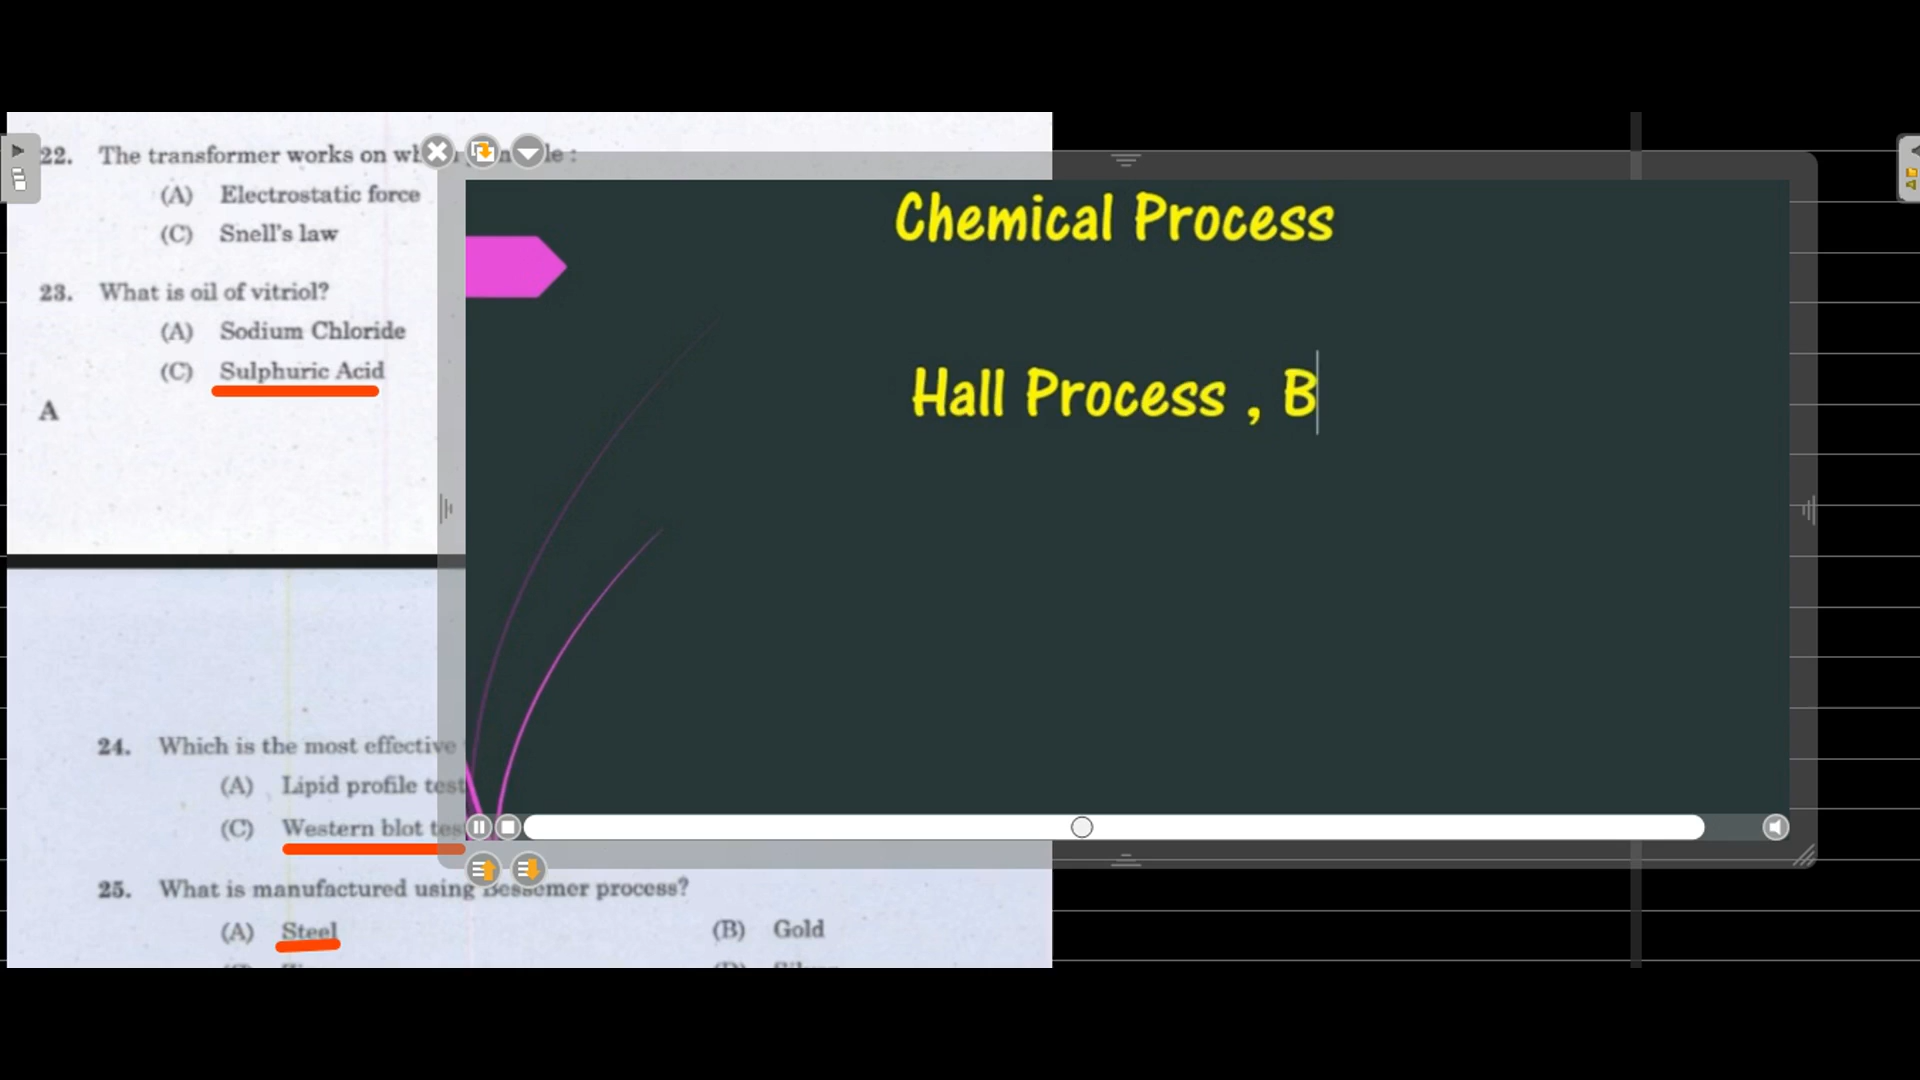 22. The transformer works on
(A) Electrostatic force
(C) Snell's law
23. What is oil of vitriol?
(A) Sodium Chloride
(C) Sulphuric Acid
A
Chemical Process
Hall Process , B
24. Which is the most effective
(A) Lipid profile test
(C) Western blot tes
25. What is manufactured using Bessemer process?
(A) Steel
(B) Gold